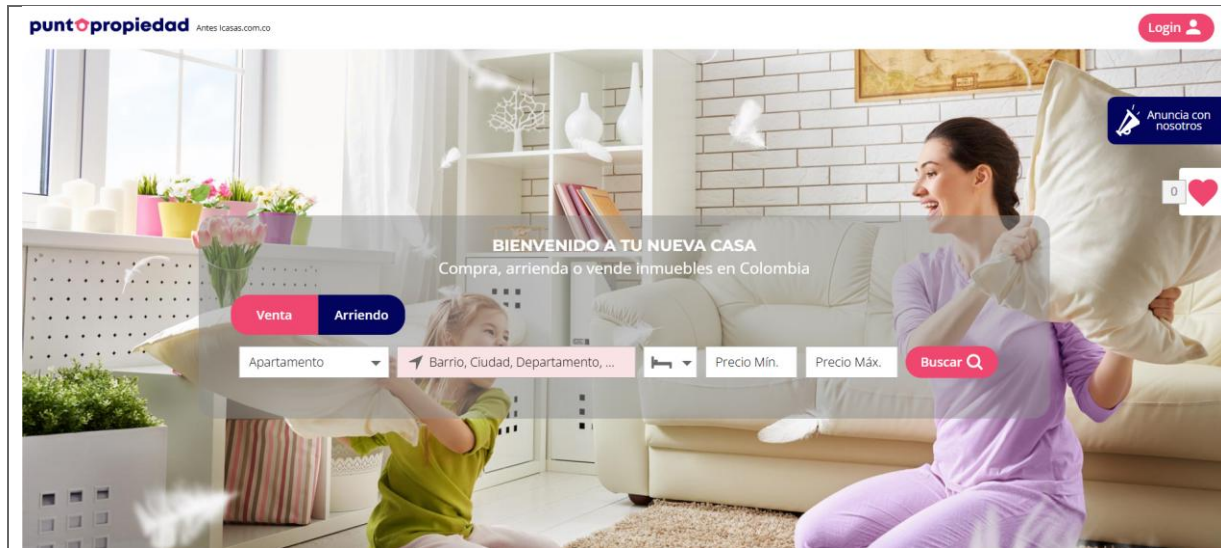 puntopropiedad Antes Icasas.com.co
Login
Anuncia con
nosotros
0
BIENVENIDO A TU NUEVA CASA
Compra, arrienda o vende inmuebles en Colombia
Venta Arriendo
Apartamento Barrio, Ciudad, Departamento, ... Precio Mín. Precio Máx. Buscar